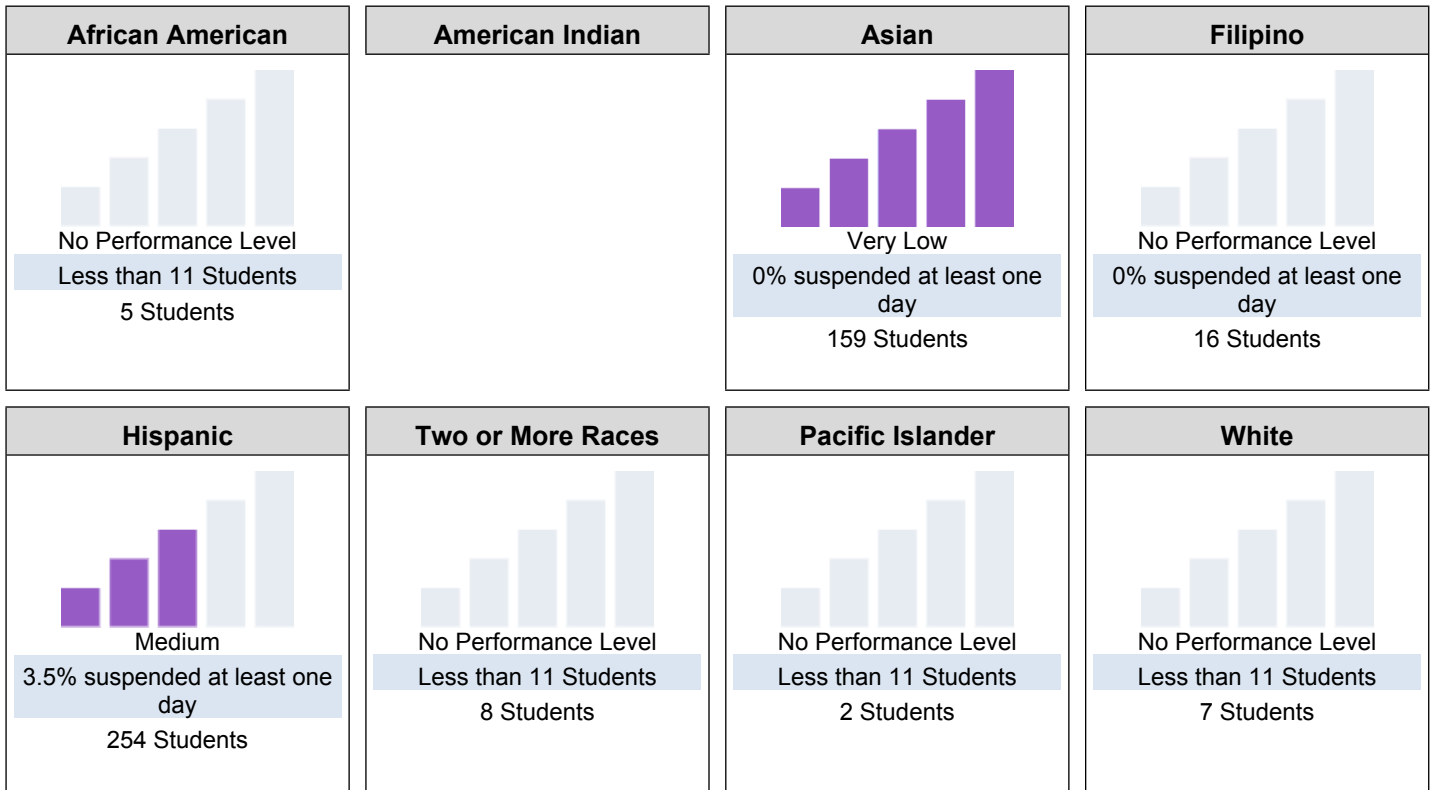 African American
No Performance Level
Less than 11 Students
5 Students
American Indian
Asian
Very Low
0% suspended at least one
day
159 Students
Filipino
No Performance Level
0% suspended at least one
day
16 Students
Hispanic
Medium
3.5% suspended at least one
day
254 Students
Two or More Races
No Performance Level
Less than 11 Students
8 Students
Pacific Islander
No Performance Level
Less than 11 Students
2 Students
White
No Performance Level
Less than 11 Students
7 Students